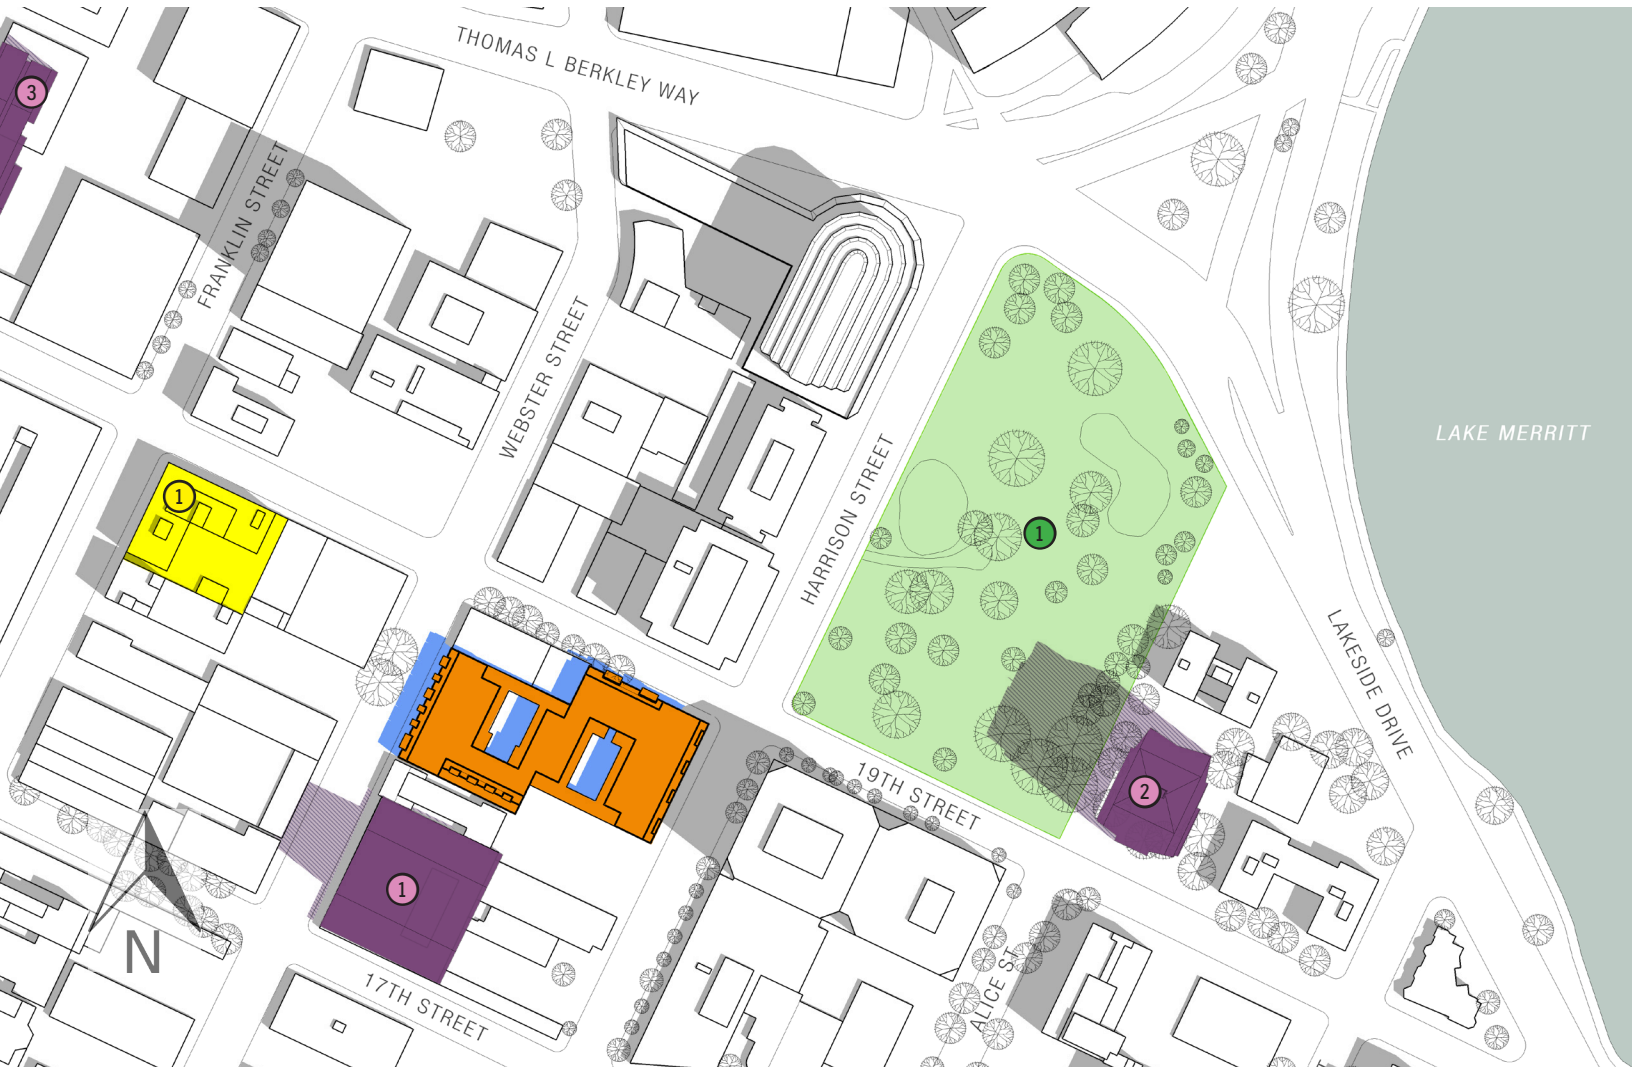 THOMAS L BERKLEY WAY
3
FRANKLIN STREET
WEBSTER STREET
HARRISON STREET
LAKE MERRITT
1
1
LAKESIDE DRIVE
19TH STREET
2
1
N
17TH STREET
ALICE ST